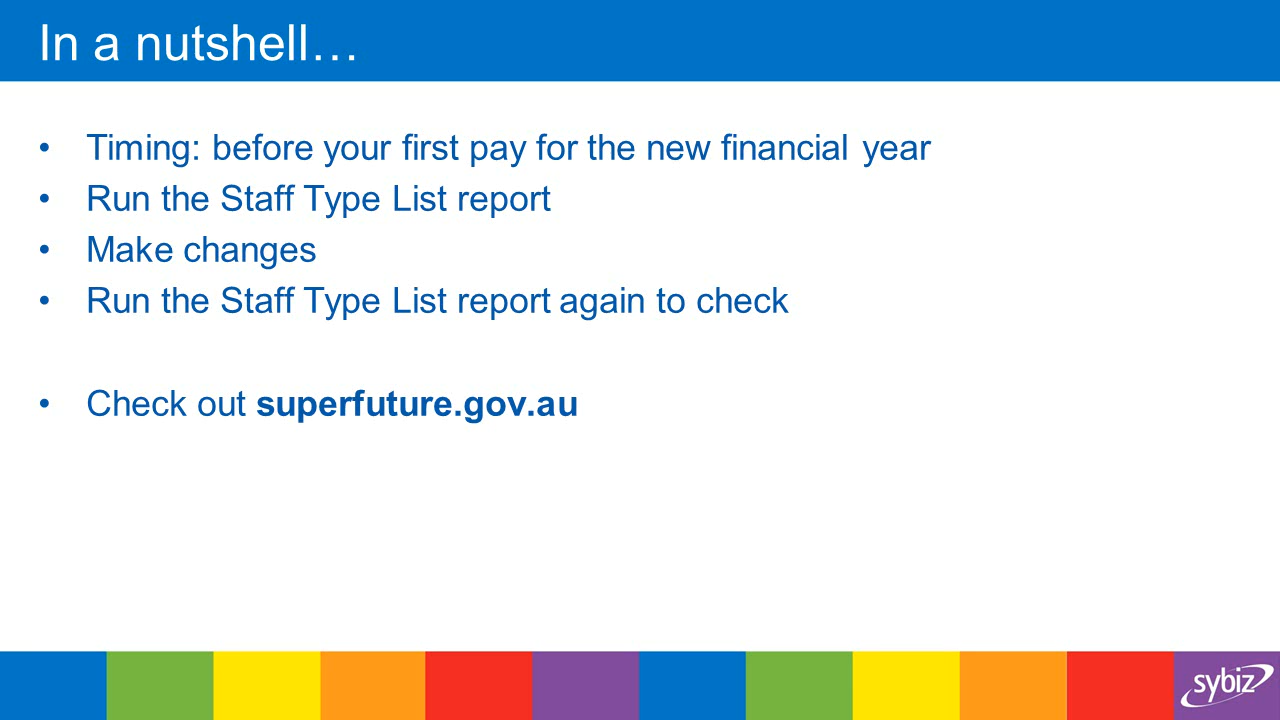 In a nutshell…
• Timing: before your first pay for the new financial year
• Run the Staff Type List report
• Make changes
• Run the Staff Type List report again to check
• Check out superfuture.gov.au
sybiz